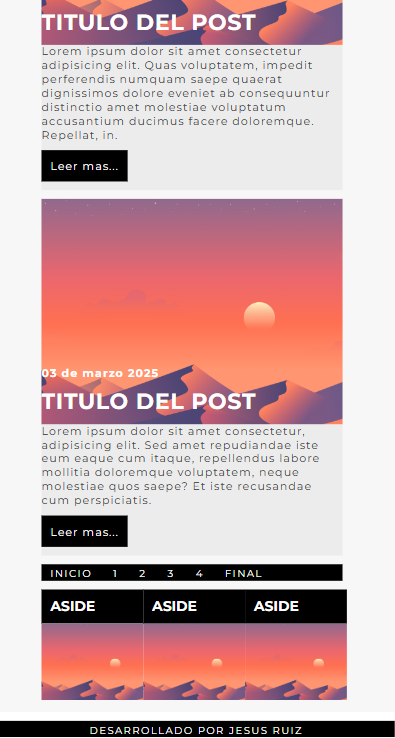 TITULO DEL POST
Lorem ipsum dolor sit amet consectetur
adipisicing elit. Quas voluptatem, impedit
perferendis numquam saepe quaerat
dignissimos dolore eveniet ab consequuntur
distinctio amet molestiae voluptatum
accusantium ducimus facere doloremque.
Repellat, in.
Leer mas...
03 de marzo 2025
TITULO DEL POST
Lorem ipsum dolor sit amet consectetur,
adipisicing elit. Sed amet repudiandae iste
eum eaque cum itaque, repellendus labore
mollitia doloremque voluptatem, neque
molestiae quos saepe? Et iste recusandae
cum perspiciatis.
Leer mas...
INICIO 1 2 3 4 FINAL
ASIDE ASIDE ASIDE
DESARROLLADO POR JESUS RUIZ